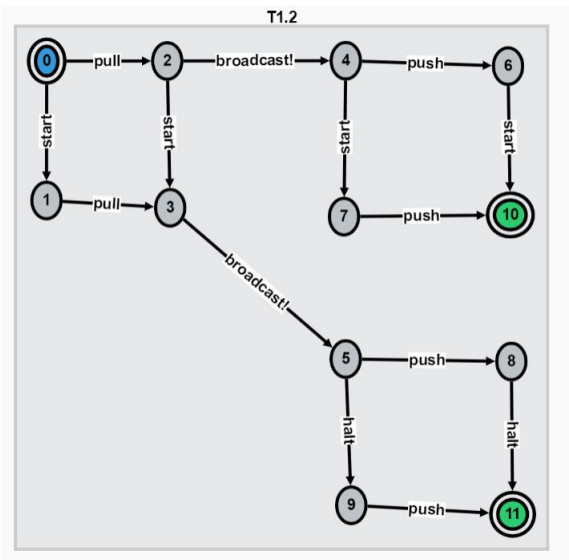 T1.2
0
pull
2
broadcast!
4
push
6
start
start
start
start
1
pull
3
7
push
10
broadcast!
5
push
8
halt
halt
9
push
11